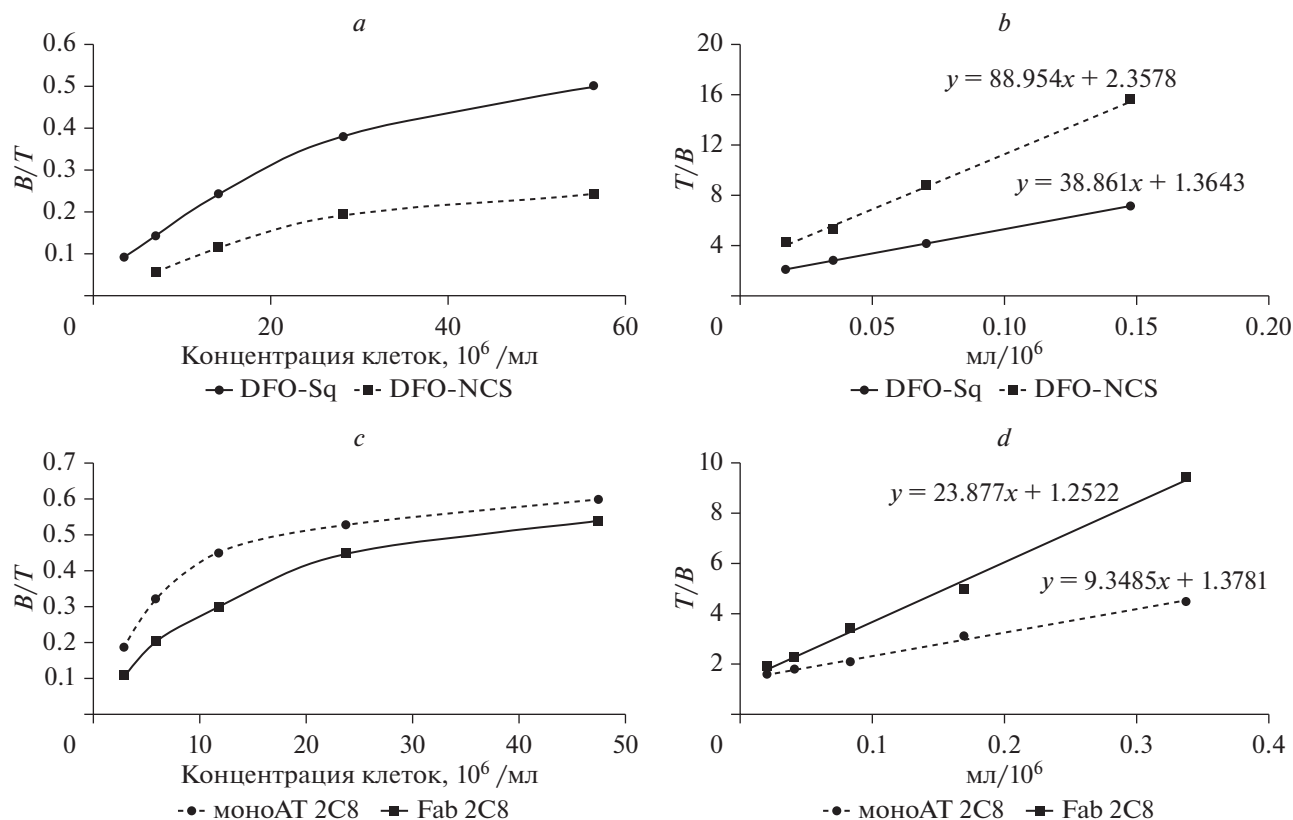 a
0.6
0.5
0.4
0.3
0.2
0.1
B/T
0
20
40
60
Концентрация клеток, 10⁶ /мл
DFO-Sq DFO-NCS
b
20
16
12
8
4
T/B
y = 88.954x + 2.3578
y = 38.861x + 1.3643
0
0.05
0.10
0.15
0.20
мл/10⁶
DFO-Sq DFO-NCS
c
0.7
0.6
0.5
0.4
0.3
0.2
0.1
B/T
0
10
20
30
40
50
Концентрация клеток, 10⁶ /мл
моноАТ 2C8 Fab 2C8
d
10
8
6
4
2
T/B
y = 23.877x + 1.2522
y = 9.3485x + 1.3781
0
0.1
0.2
0.3
0.4
мл/10⁶
моноАТ 2C8 Fab 2C8